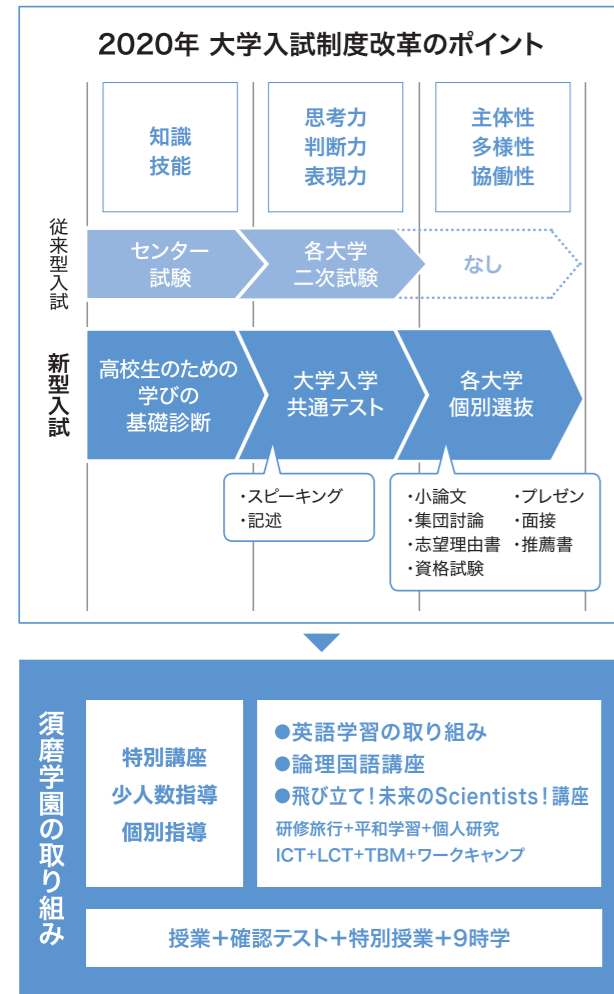 2020年 大学入試制度改革のポイント
知識
技能
思考力
判断力
表現力
主体性
多様性
協働性
従来型入試
センター
試験
各大学
二次試験
なし
新型入試
高校生のための
学びの
基礎診断
大学入学
共通テスト
各大学
個別選抜
・スピーキング
・記述
・小論文
・集団討論
・志望理由書
・資格試験
・プレゼン
・面接
・推薦書
須磨学園の取り組み
特別講座
少人数指導
個別指導
●英語学習の取り組み
●論理国語講座
●飛び立て！未来のScientists！講座
研修旅行+平和学習+個人研究
ICT+LCT+TBM+ワークキャンプ
授業＋確認テスト＋特別授業＋9時学